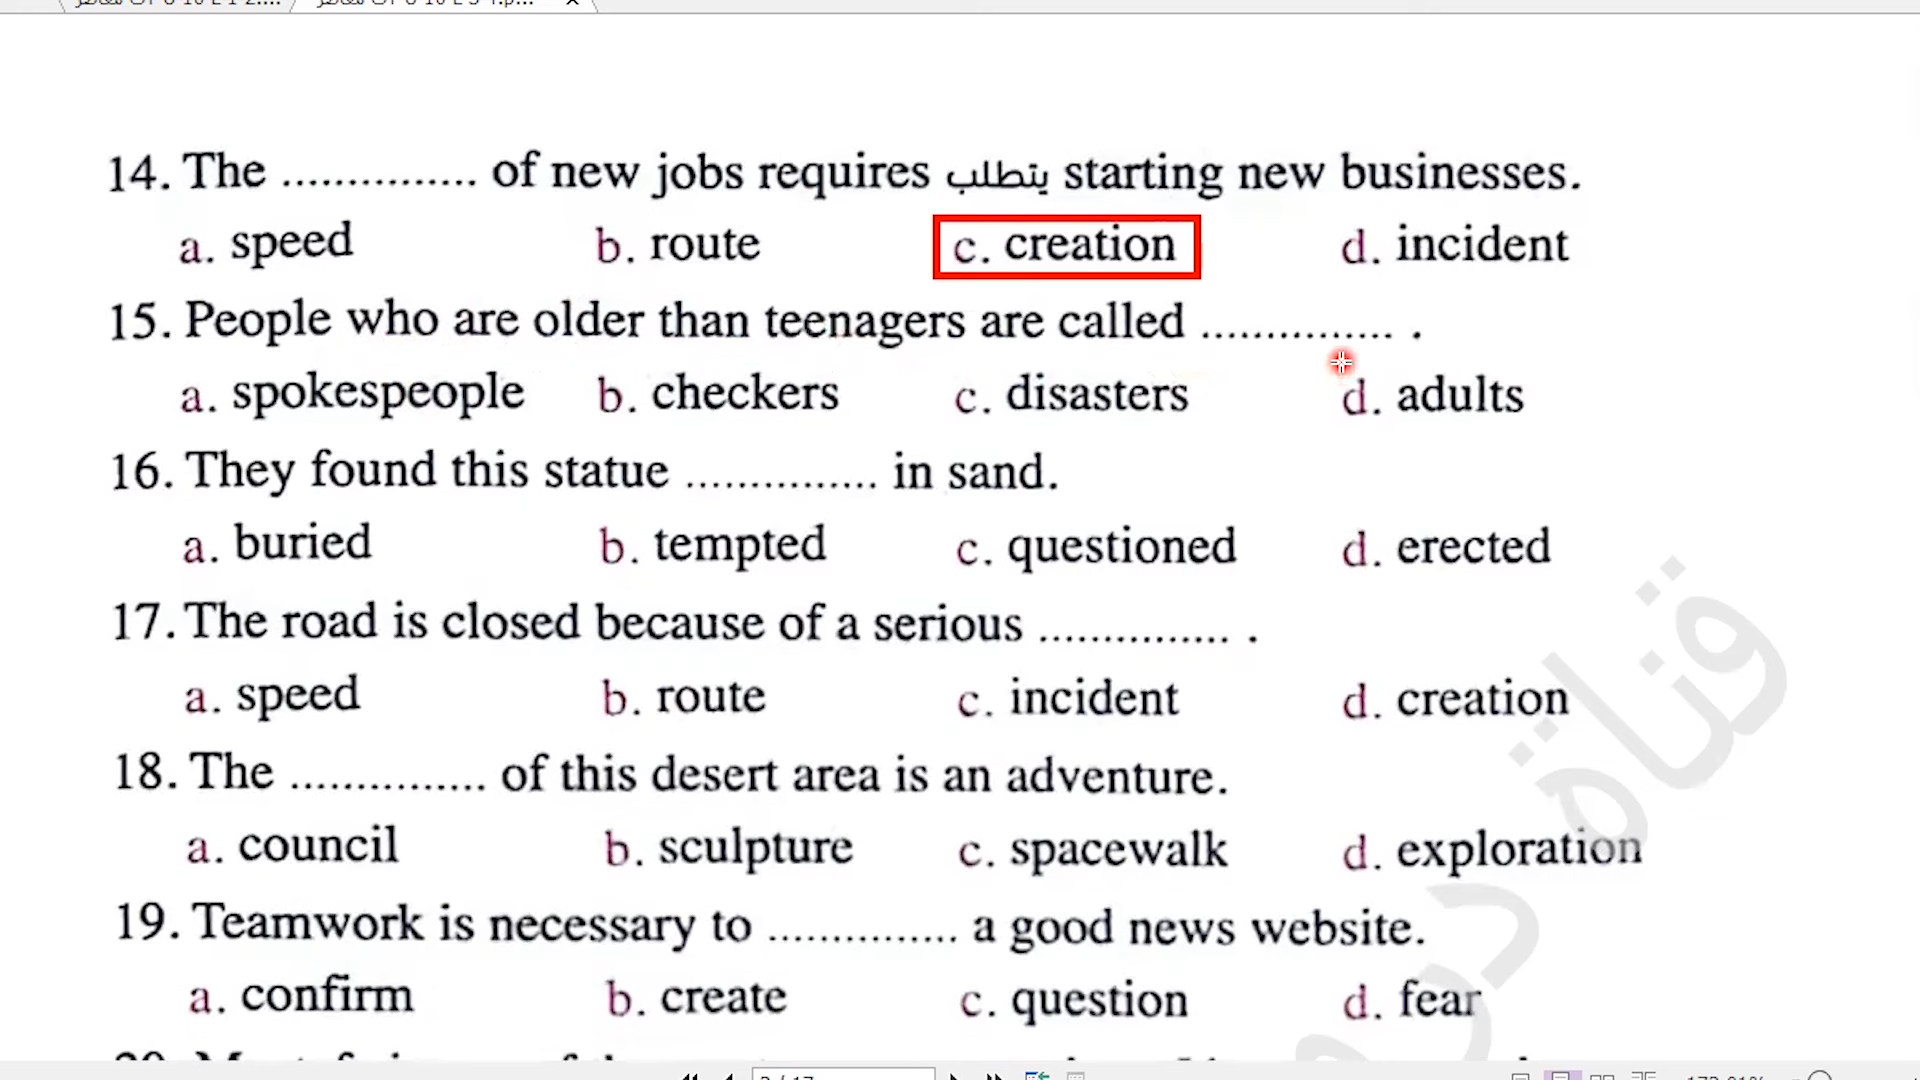 14. The ............... of new jobs requires يتطلب starting new businesses.
a. speed b. route c. creation d. incident
15. People who are older than teenagers are called ............... .
a. spokespeople b. checkers c. disasters d. adults
16. They found this statue ............... in sand.
a. buried b. tempted c. questioned d. erected
17. The road is closed because of a serious ............... .
a. speed b. route c. incident d. creation
18. The ............... of this desert area is an adventure.
a. council b. sculpture c. spacewalk d. exploration
19. Teamwork is necessary to ............... a good news website.
a. confirm b. create c. question d. fear
قناة